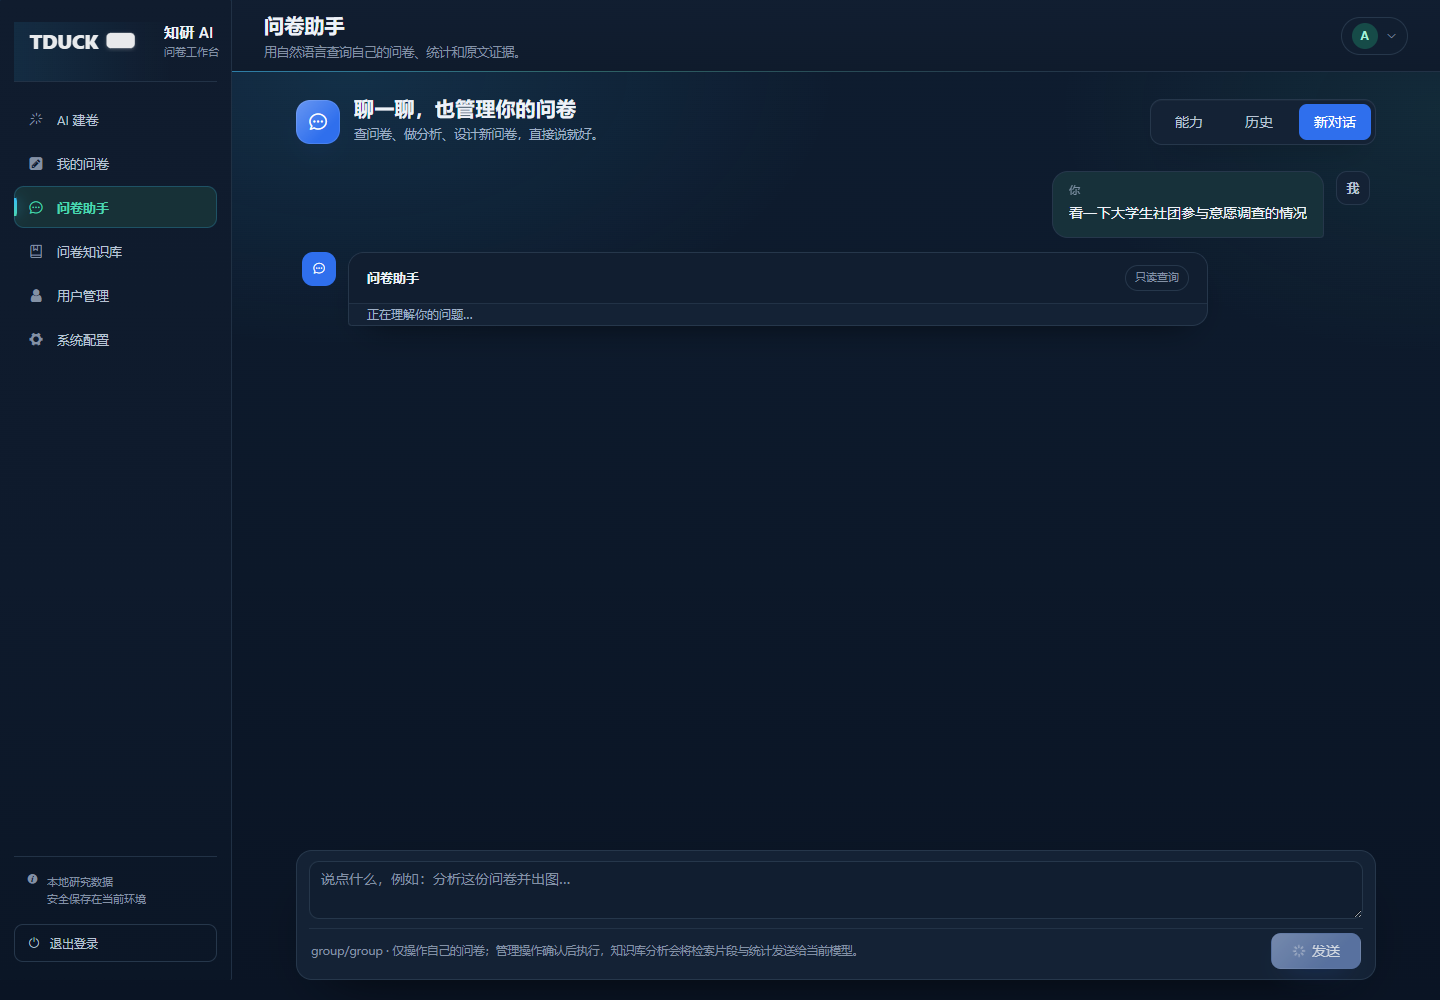 TDUCK
知研 AI
问卷工作台
AI 建卷
我的问卷
问卷助手
问卷知识库
用户管理
系统配置
本地研究数据
安全保存在当前环境
退出登录
问卷助手
用自然语言查询自己的问卷、统计和原文证据。
A
聊一聊，也管理你的问卷
查问卷、做分析、设计新问卷，直接说就好。
能力
历史
新对话
你
看一下大学生社团参与意愿调查的情况
我
问卷助手
只读查询
正在理解你的问题...
说点什么，例如：分析这份问卷并出图...
group/group · 仅操作自己的问卷；管理操作确认后执行，知识库分析会将检索片段与统计发送给当前模型。
发送